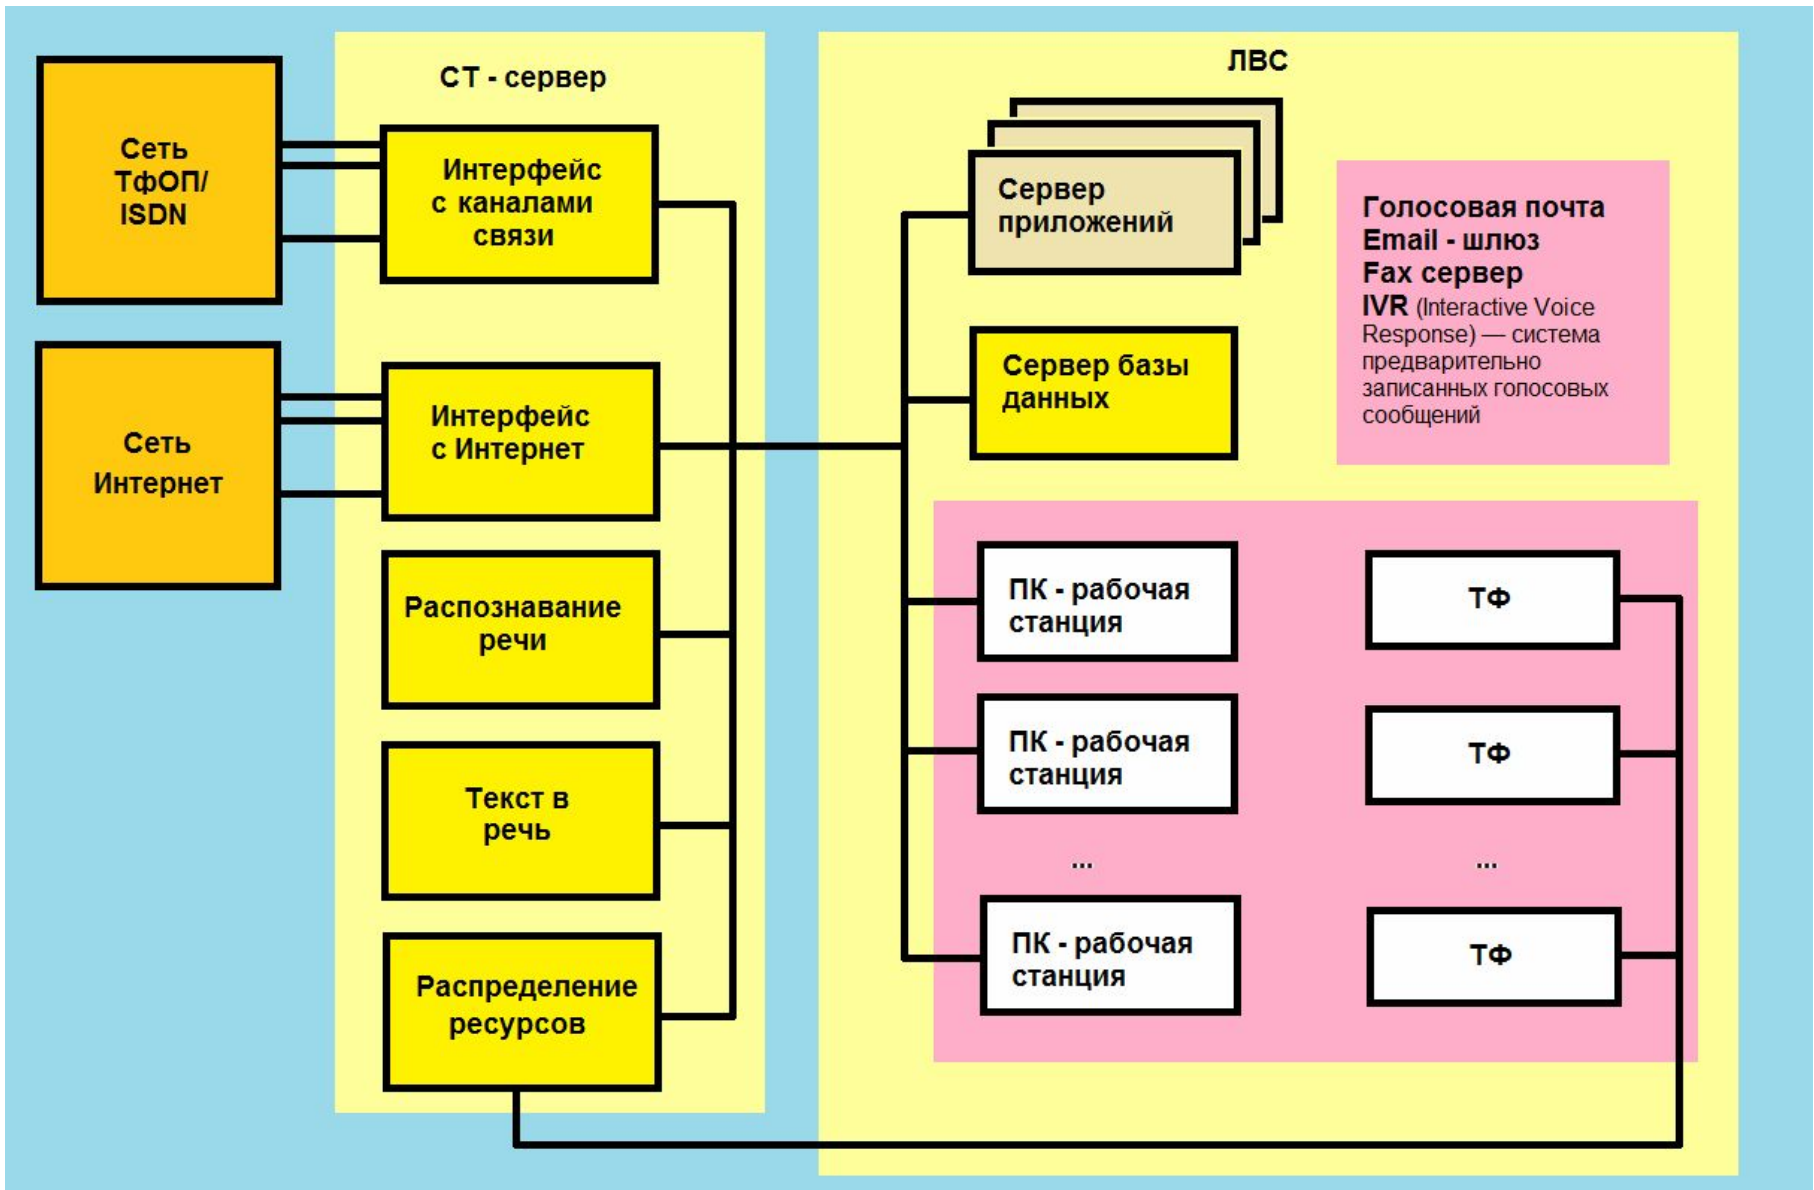 СТ - сервер
ЛВС
Сеть
ТфОП/
ISDN
Интерфейс
с каналами
связи
Сеть
Интернет
Интерфейс
с Интернет
Распознавание
речи
Текст в
речь
Распределение
ресурсов
Сервер
приложений
Сервер базы
данных
Голосовая почта
Email - шлюз
Fax сервер
IVR (Interactive Voice
Response) — система
предварительно
записанных голосовых
сообщений
ПК - рабочая
станция
ТФ
ПК - рабочая
станция
ТФ
...
...
ПК - рабочая
станция
ТФ